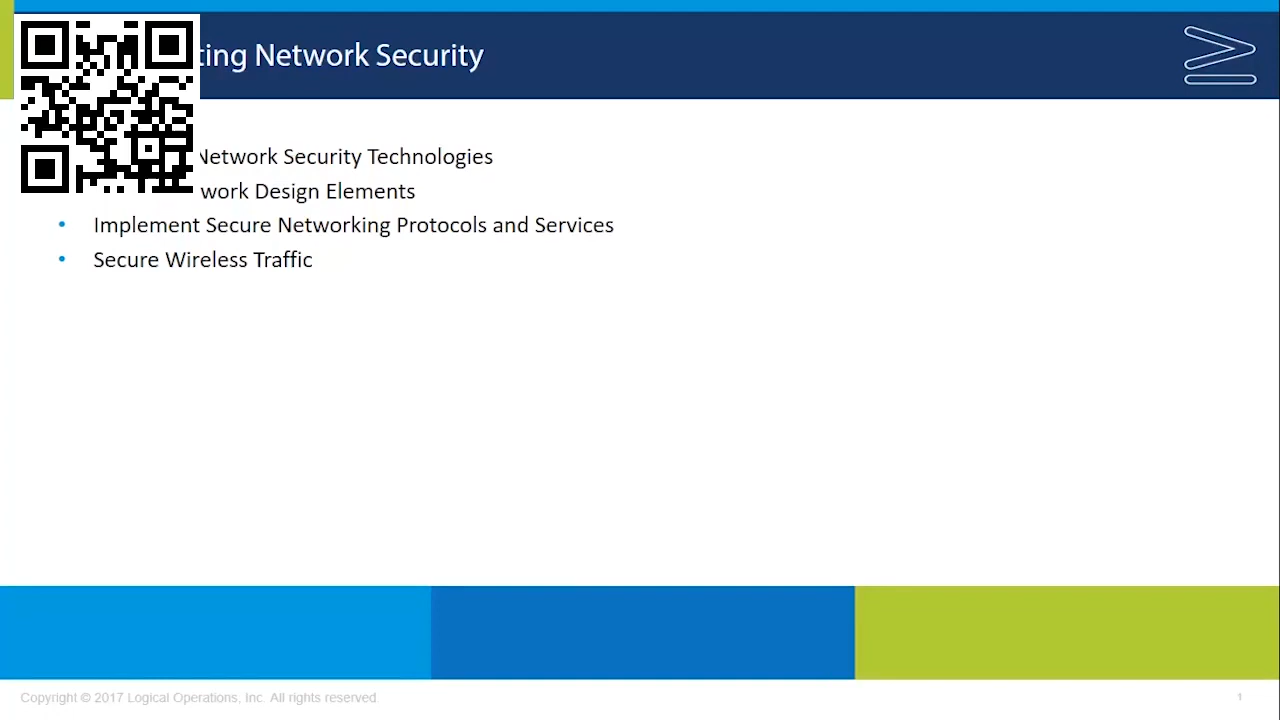 ting Network Security
Network Security Technologies
work Design Elements
• Implement Secure Networking Protocols and Services
• Secure Wireless Traffic
Copyright © 2017 Logical Operations, Inc. All rights reserved.
1